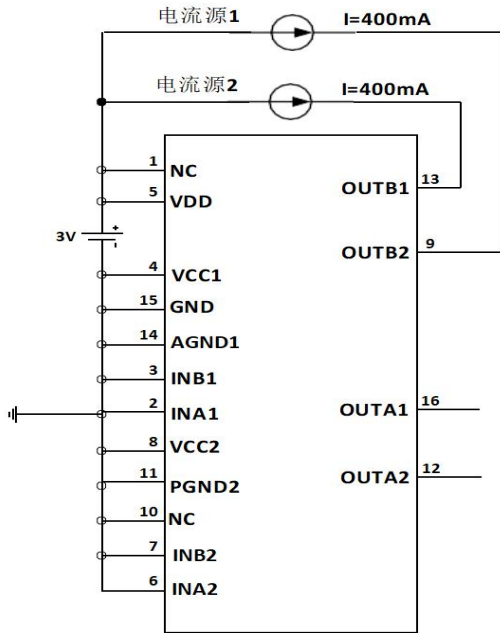 电流源1 I=400mA
电流源2 I=400mA
1 NC
5 VDD
OUTB1 13
3V + -
OUTB2 9
4 VCC1
15 GND
14 AGND1
3 INB1
2 INA1
OUTA1 16
8 VCC2
OUTA2 12
11 PGND2
10 NC
7 INB2
6 INA2